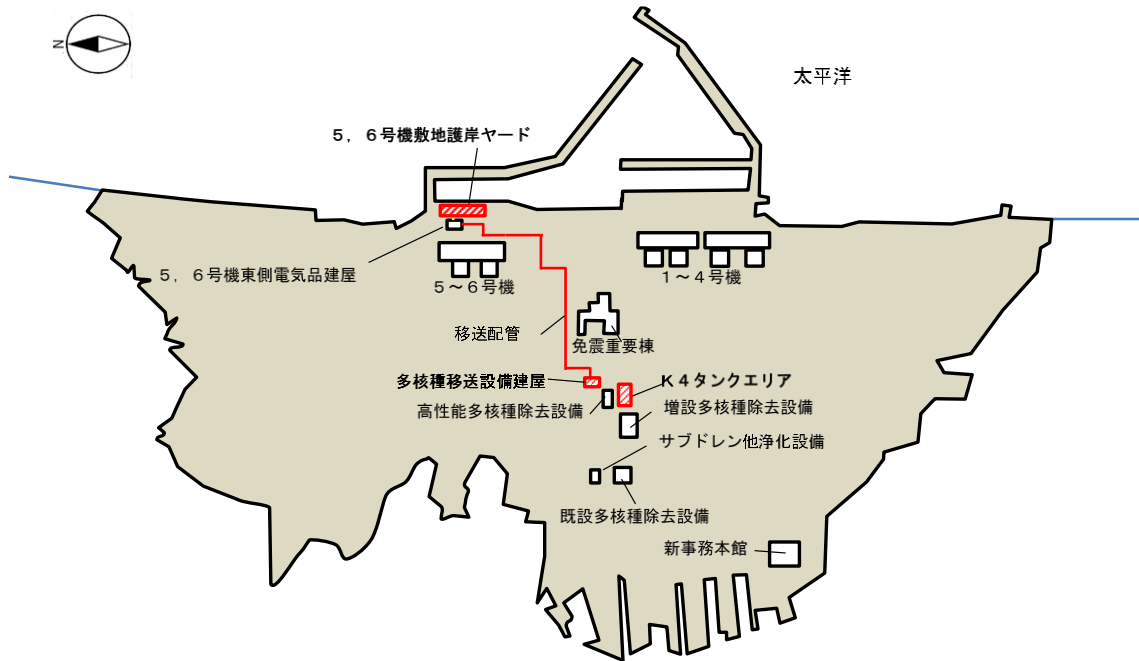 N
太平洋
５，６号機敷地護岸ヤード
５，６号機東側電気品建屋
５～６号機
１～４号機
移送配管
免震重要棟
多核種移送設備建屋
Ｋ４タンクエリア
高性能多核種除去設備
増設多核種除去設備
サブドレン他浄化設備
既設多核種除去設備
新事務本館